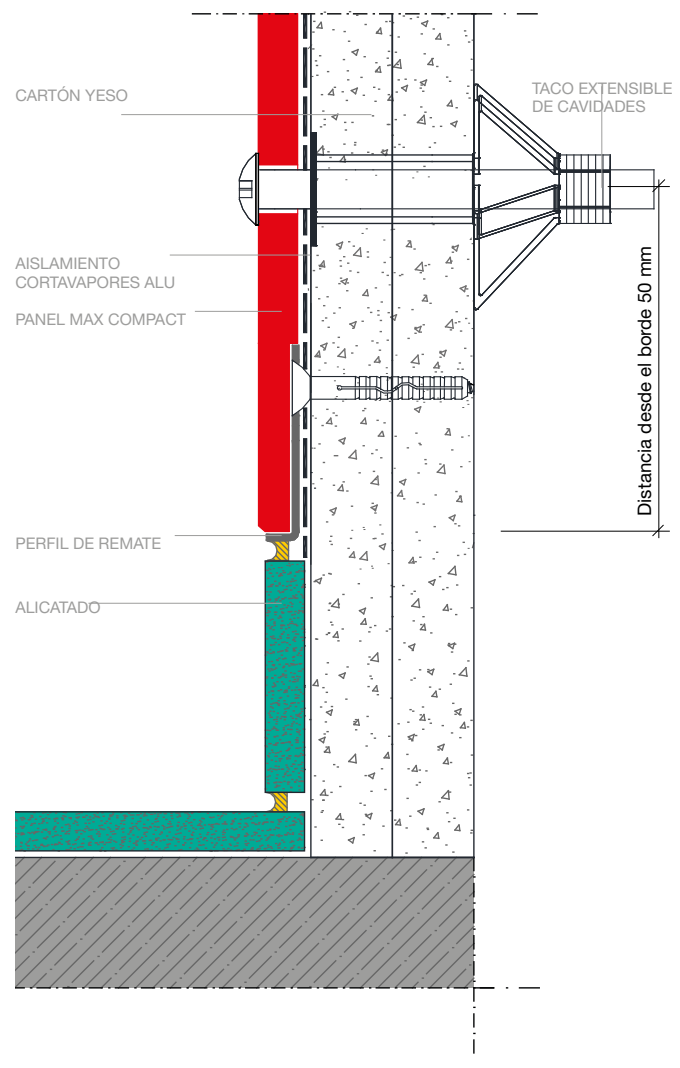 CARTÓN YESO
TACO EXTENSIBLE
DE CAVIDADES
AISLAMIENTO
CORTAVAPORES ALU
PANEL MAX COMPACT
Distancia desde el borde 50 mm
PERFIL DE REMATE
ALICATADO